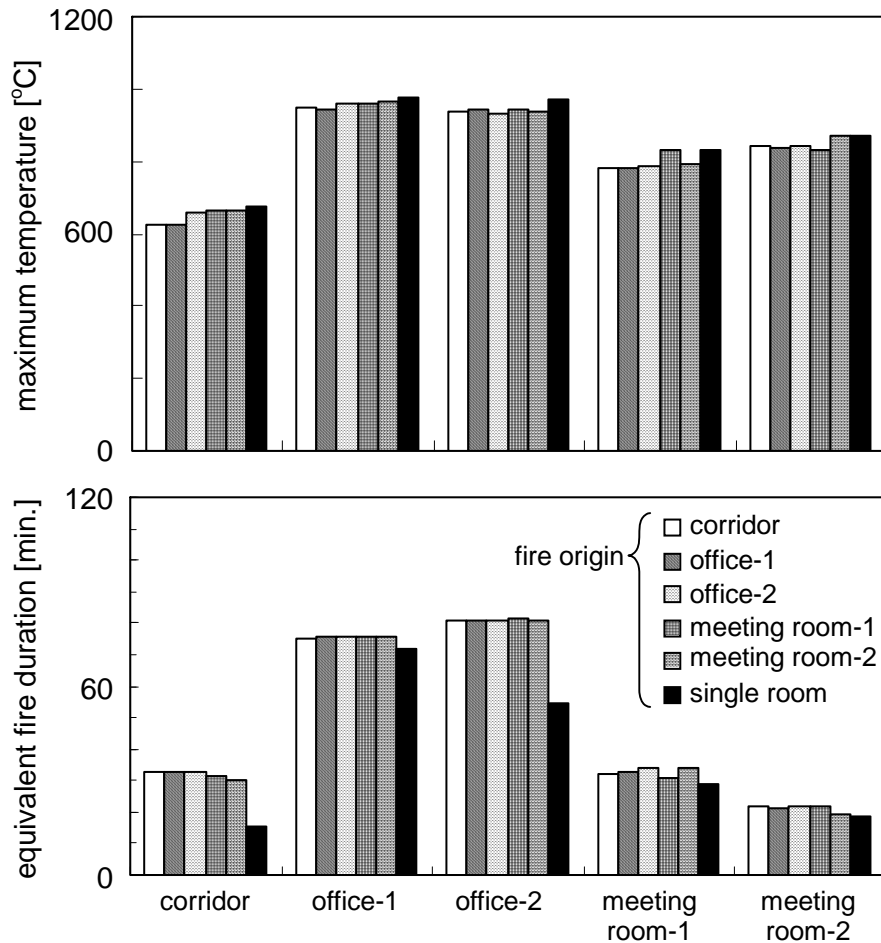 1200
600
0
maximum temperature [°C]
120
60
0
equivalent fire duration [min.]
fire origin
corridor
office-1
office-2
meeting room-1
meeting room-2
single room
corridor
office-1
office-2
meeting
room-1
meeting
room-2